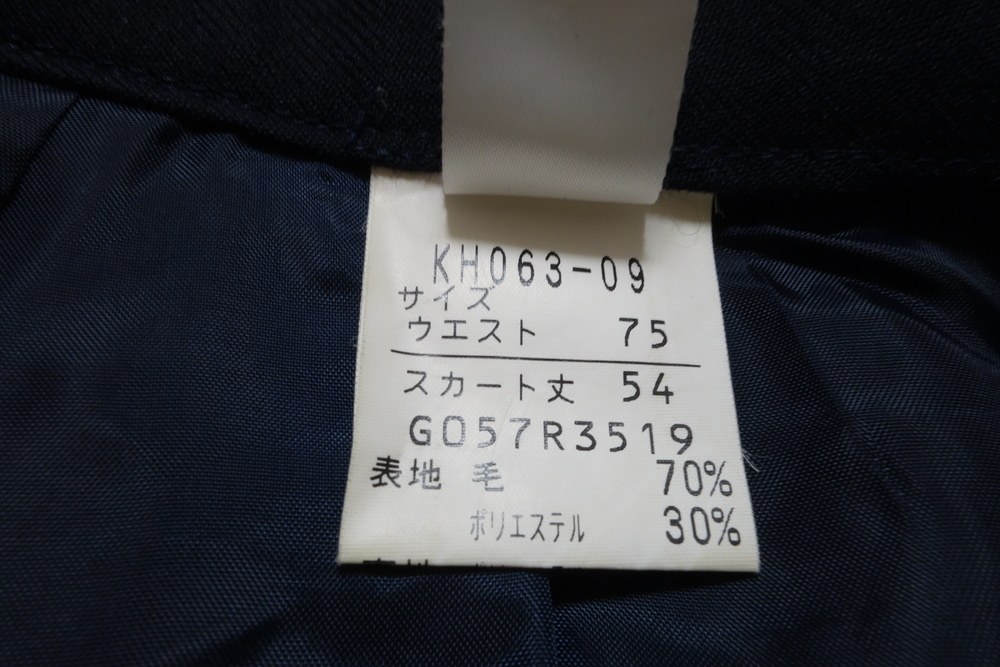 KH063-09
サイズ
ウエスト 75
スカート丈 54
G057R3519
表地 毛 70%
ポリエステル 30%